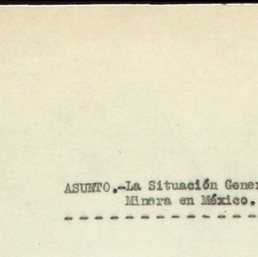 ASUNTO.-La Situación Gener
Minera en México.